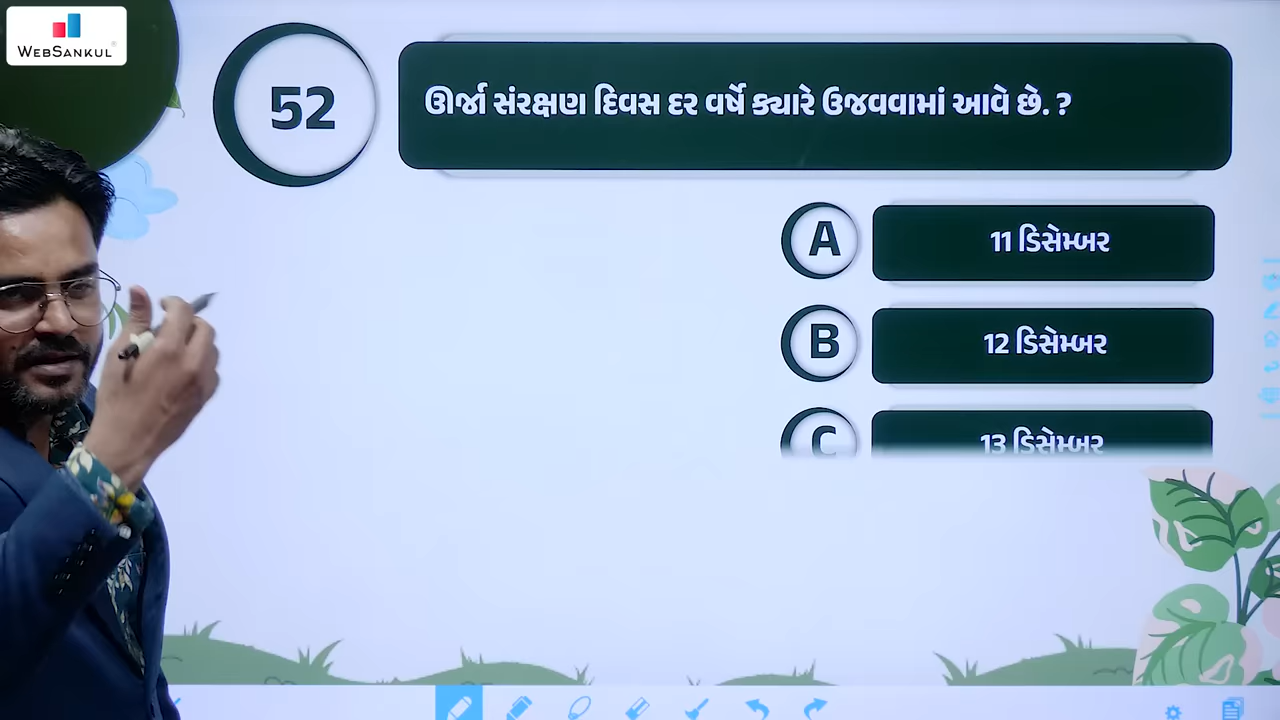 WEBSANKUL
52
ઊર્જા સંરક્ષણ દિવસ દર વર્ષે ક્યારે ઉજવવામાં આવે છે. ?
A
11 ડિસેમ્બર
B
12 ડિસેમ્બર
C
13 ડિસેમ્બર